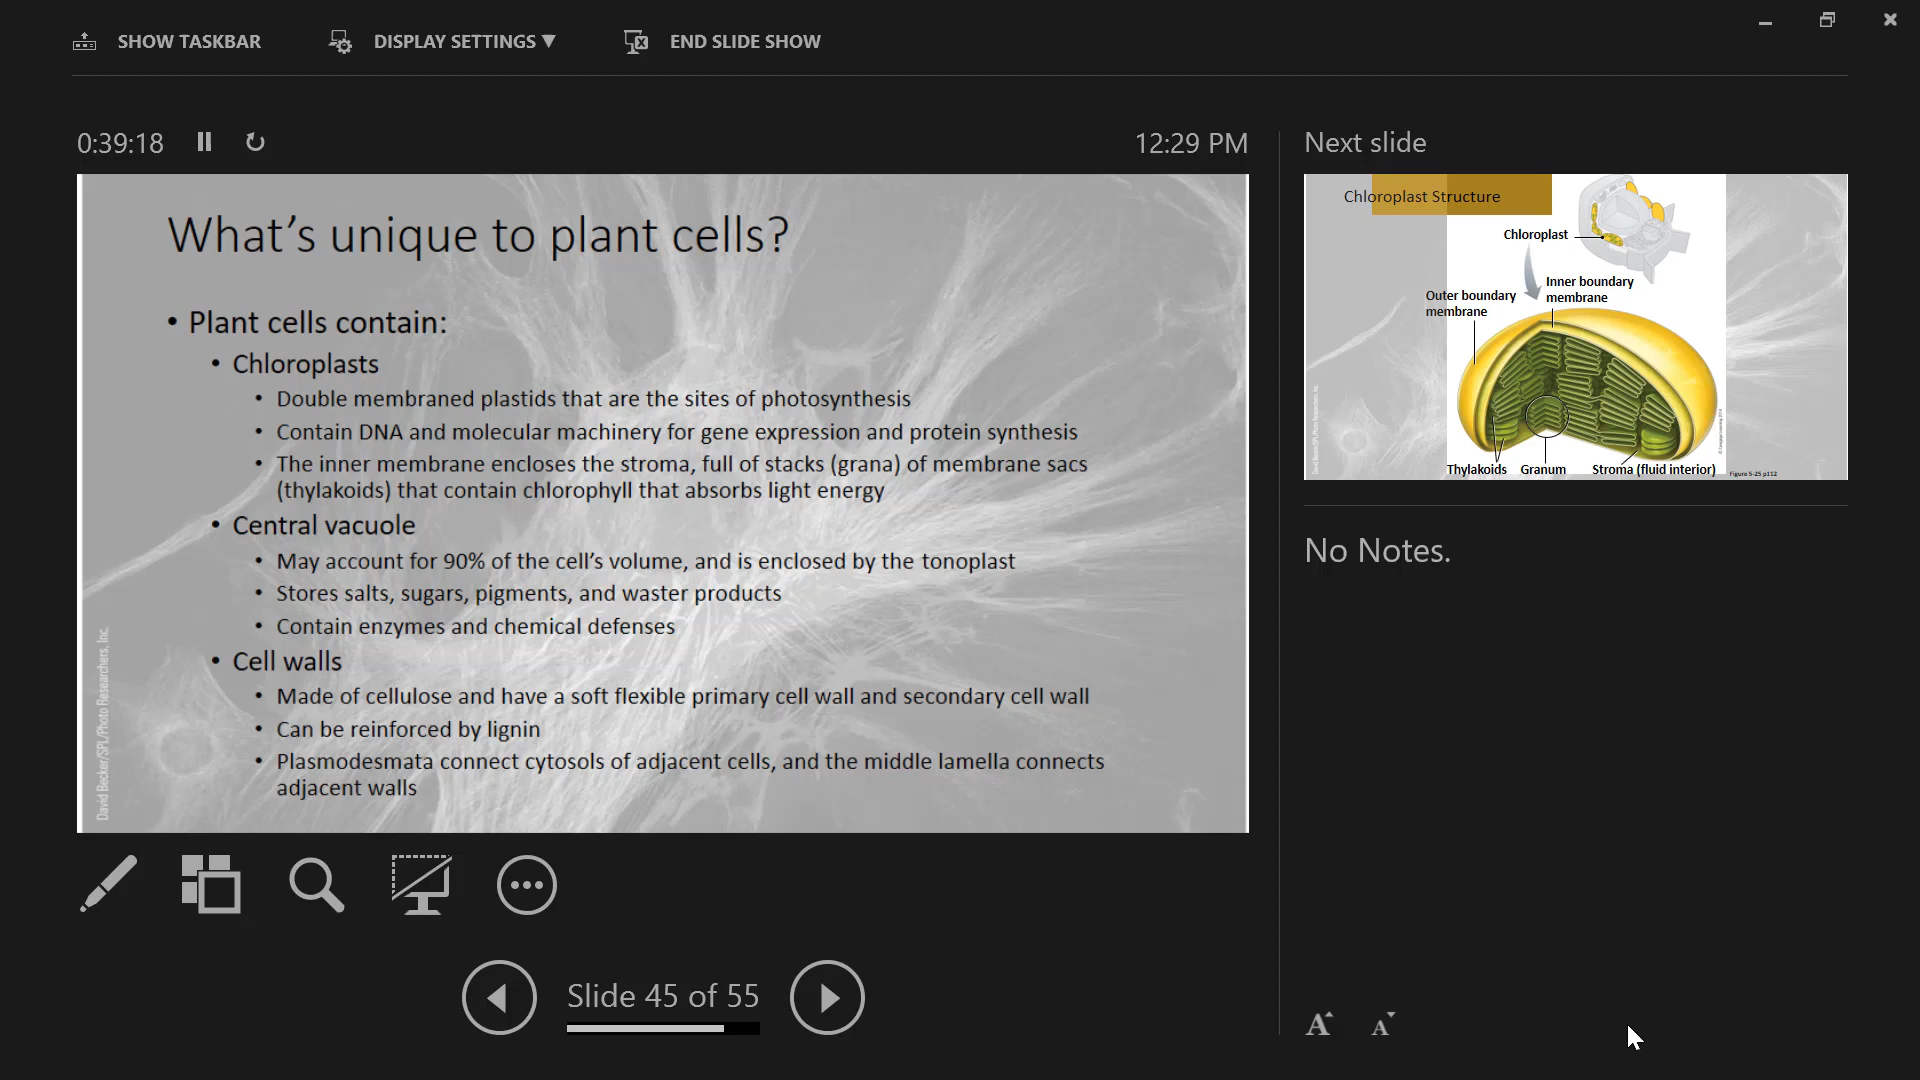 SHOW TASKBAR
DISPLAY SETTINGS ▼
END SLIDE SHOW
0:39:18
12:29 PM
What's unique to plant cells?
• Plant cells contain:
• Chloroplasts
• Double membraned plastids that are the sites of photosynthesis
• Contain DNA and molecular machinery for gene expression and protein synthesis
• The inner membrane encloses the stroma, full of stacks (grana) of membrane sacs
(thylakoids) that contain chlorophyll that absorbs light energy
• Central vacuole
• May account for 90% of the cell's volume, and is enclosed by the tonoplast
• Stores salts, sugars, pigments, and waster products
• Contain enzymes and chemical defenses
• Cell walls
• Made of cellulose and have a soft flexible primary cell wall and secondary cell wall
• Can be reinforced by lignin
• Plasmodesmata connect cytosols of adjacent cells, and the middle lamella connects
adjacent walls
David Becker/SPL/Photo Researchers, Inc.
Slide 45 of 55
Next slide
Chloroplast Structure
Chloroplast
Inner boundary
membrane
Outer boundary
membrane
Thylakoids
Granum
Stroma (fluid interior)
Figure 5-25 p112
No Notes.
A A